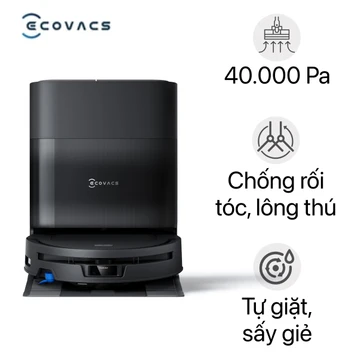 ECOVACS
40.000 Pa
ECOVACS
Chống rối
tóc, lông thú
Tự giặt,
sấy giẻ